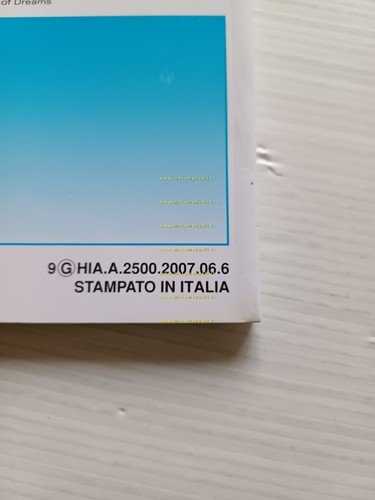 of Dreams
9 Ⓖ HIA.A.2500.2007.06.6
STAMPATO IN ITALIA